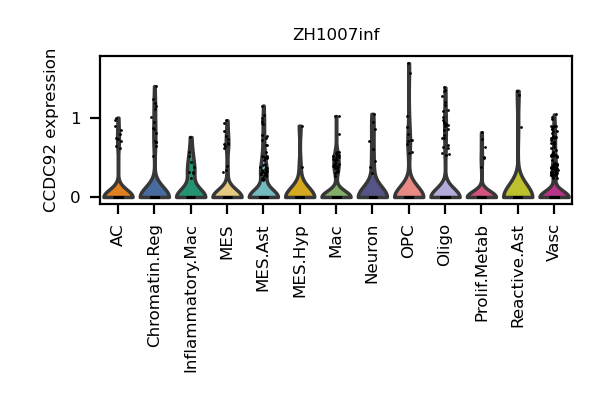 ZH1007inf
CCDC92 expression
1
0
AC
Chromatin.Reg
Inflammatory.Mac
MES
MES.Ast
MES.Hyp
Mac
Neuron
OPC
Oligo
Prolif.Metab
Reactive.Ast
Vasc